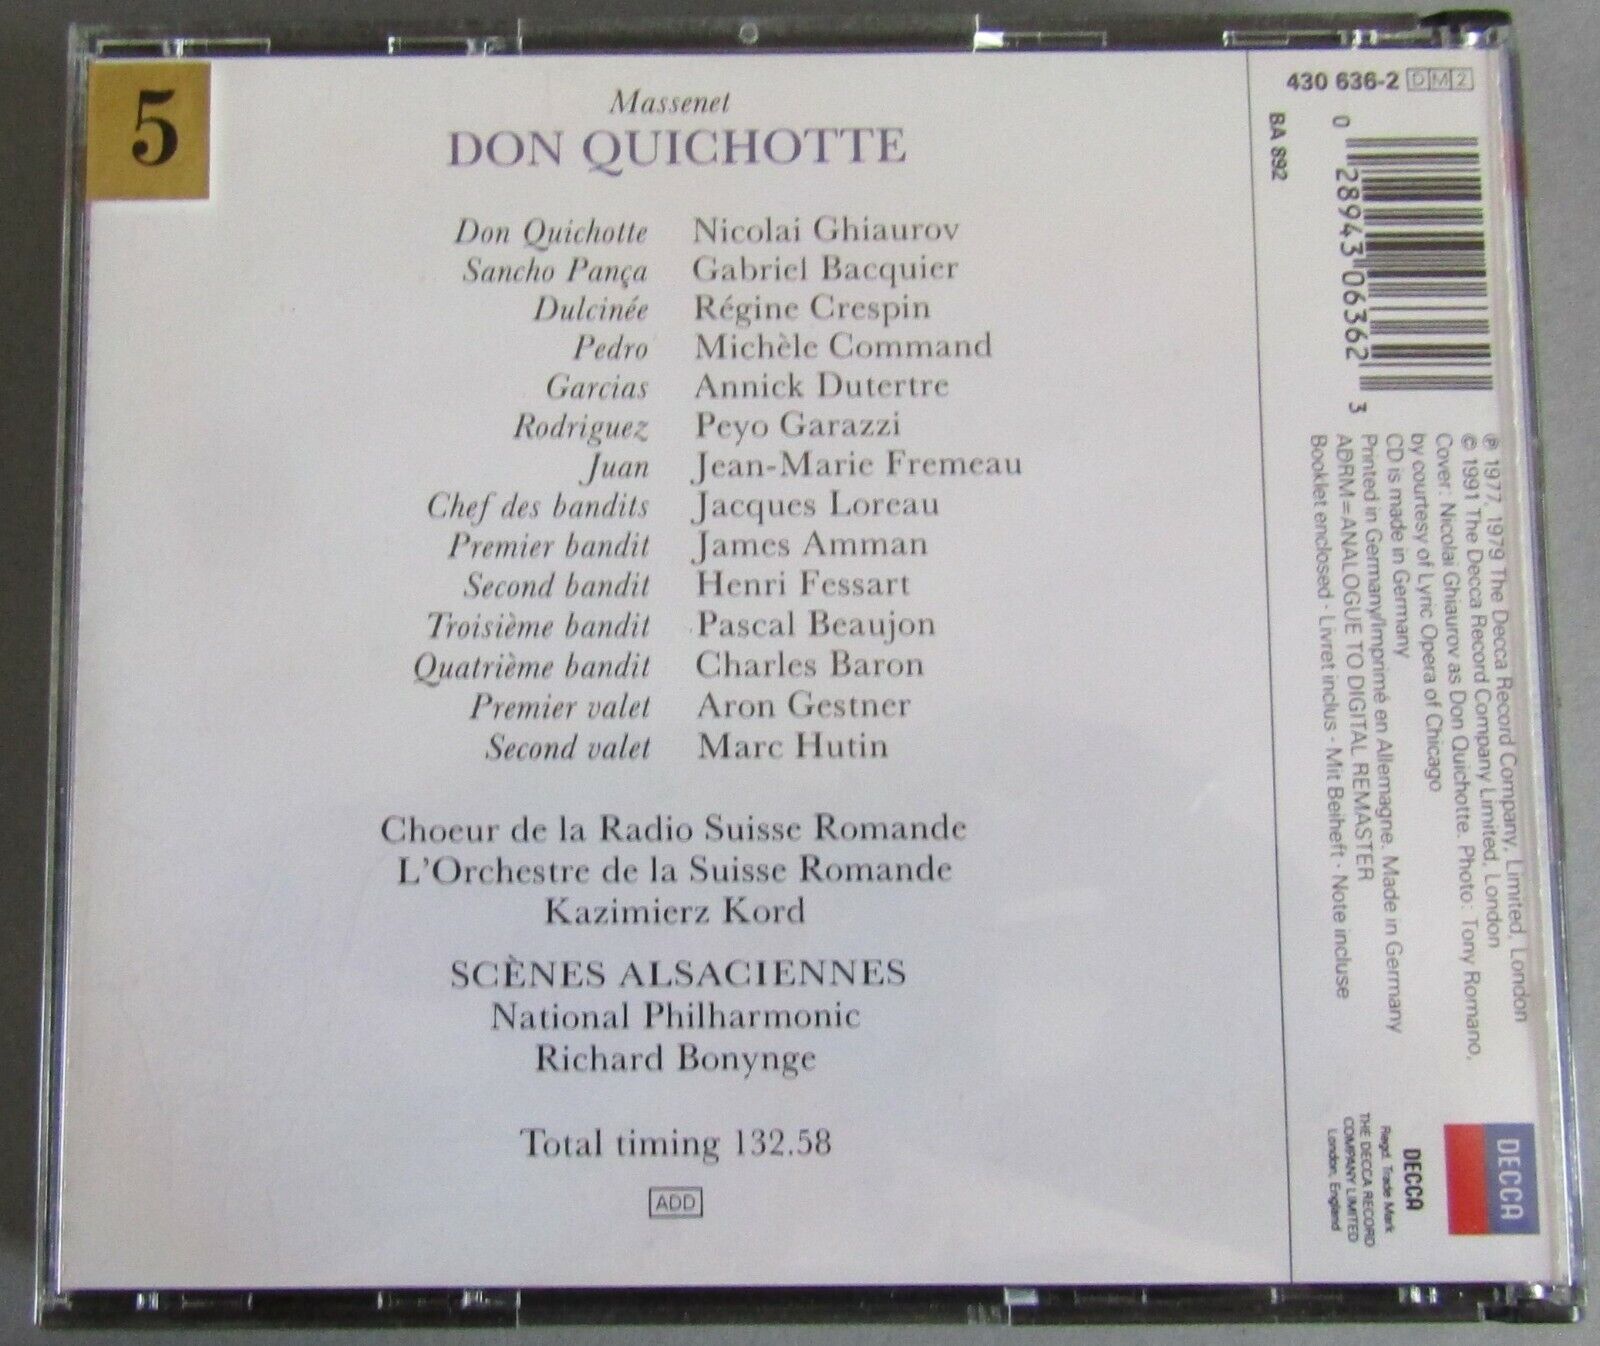 5
Massenet
DON QUICHOTTE
Don Quichotte Nicolai Ghiaurov
Sancho Pança Gabriel Bacquier
Dulcinée Régine Crespin
Pedro Michèle Command
Garcias Annick Dutertre
Rodriguez Peyo Garazzi
Juan Jean-Marie Fremeau
Chef des bandits Jacques Loreau
Premier bandit James Amman
Second bandit Henri Fessart
Troisième bandit Pascal Beaujon
Quatrième bandit Charles Baron
Premier valet Aron Gestner
Second valet Marc Hutin
Choeur de la Radio Suisse Romande
L'Orchestre de la Suisse Romande
Kazimierz Kord
SCÈNES ALSACIENNES
National Philharmonic
Richard Bonynge
Total timing 132.58
ADD
430 636-2 DM2
BA 892
0 28943 06362 3
℗ 1977, 1979 The Decca Record Company, Limited, London
© 1991 The Decca Record Company Limited, London
Cover: Nicolai Ghiaurov as Don Quichotte. Photo: Tony Romano,
by courtesy of Lyric Opera of Chicago
CD is made in Germany
Printed in Germany/Imprimé en Allemagne. Made in Germany
ADRM=ANALOGUE TO DIGITAL REMASTER
Booklet enclosed · Livret inclus · Mit Beiheft · Note incluse
DECCA
DECCA
Regd. Trade Mark
THE DECCA RECORD
COMPANY LIMITED
London, England